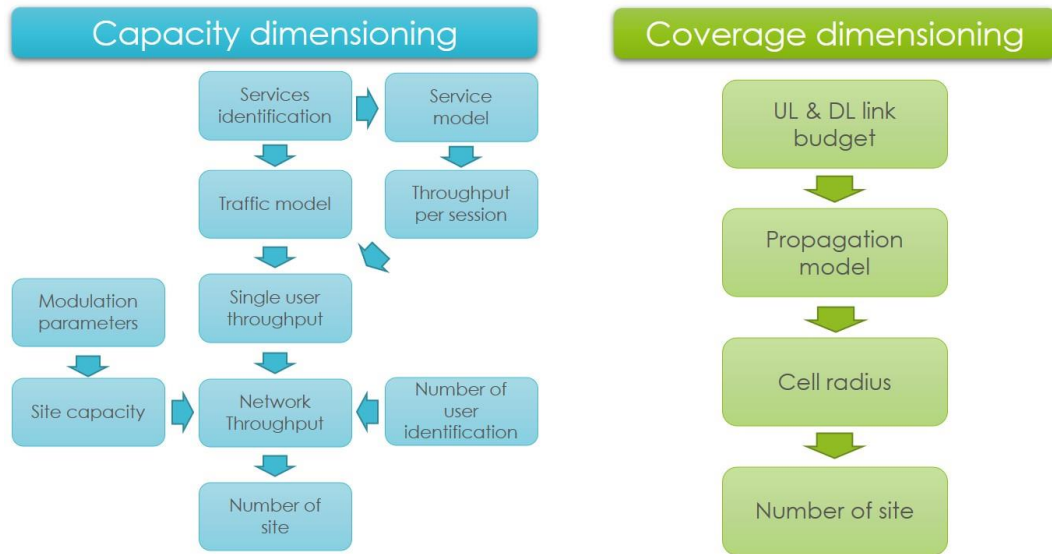 Capacity dimensioning
Coverage dimensioning
Services
identification
Service
model
Traffic model
Throughput
per session
Modulation
parameters
Single user
throughput
Site capacity
Network
Throughput
Number of
user
identification
Number of
site
UL & DL link
budget
Propagation
model
Cell radius
Number of site